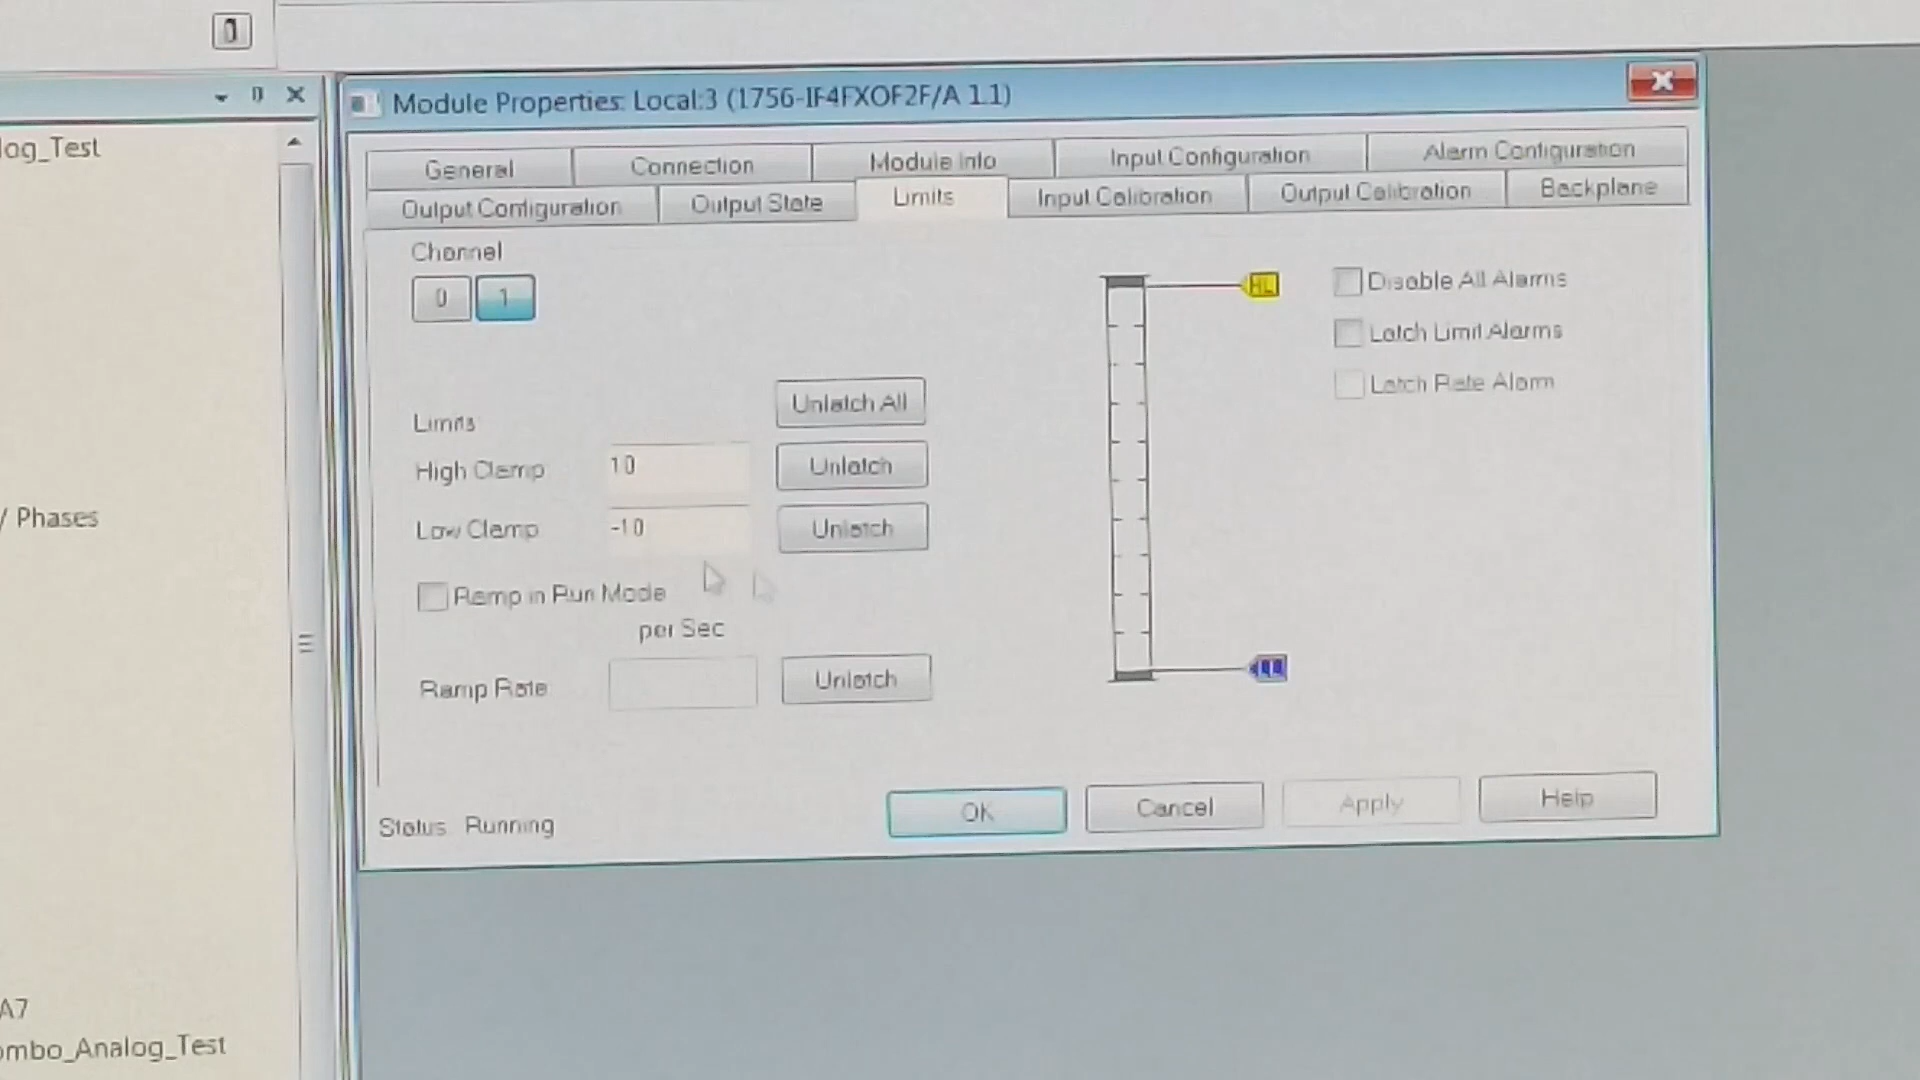 og_Test
Module Properties: Local:3 (1756-IF4FXOF2F/A 1.1)
General Connection Module Info Input Configuration Alarm Configuration
Output Configuration Output State Limits Input Calibration Output Calibration Backplane
Channel
0 1
HL
Disable All Alarms
Latch Limit Alarms
Latch Rate Alarm
Unlatch All
Limits
High Clamp 10 Unlatch
Low Clamp -10 Unlatch
/ Phases
Ramp in Run Mode
per Sec
Ramp Rate Unlatch
Status: Running
OK Cancel Apply Help
A7
ombo_Analog_Test